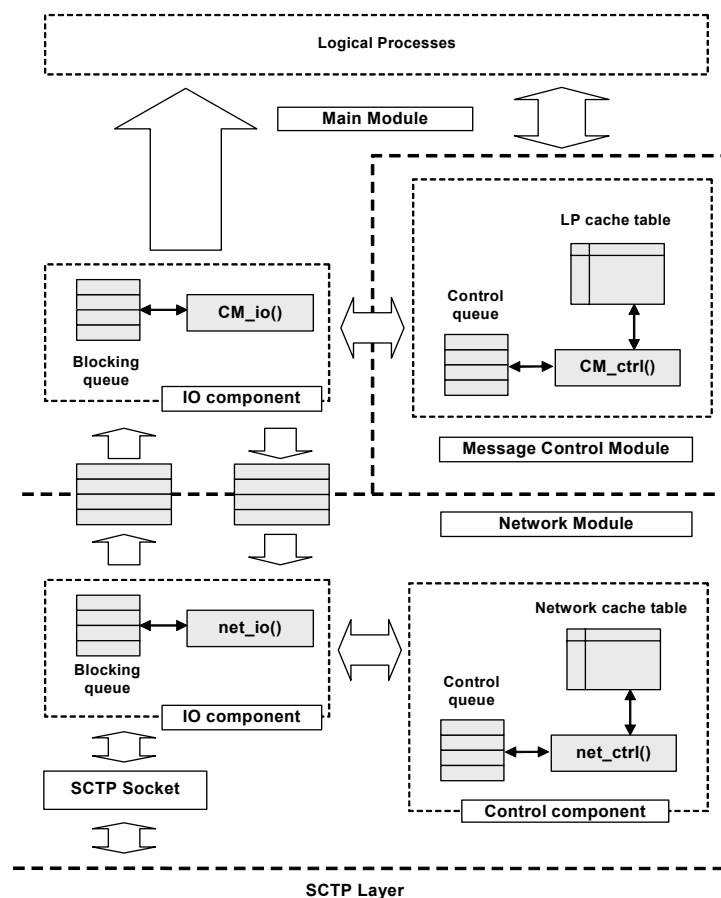 Logical Processes
Main Module
LP cache table
Control
queue
CM_io()
CM_ctrl()
Blocking
queue
IO component
Message Control Module
Network Module
Network cache table
net_io()
Control
queue
Blocking
queue
IO component
net_ctrl()
SCTP Socket
Control component
SCTP Layer